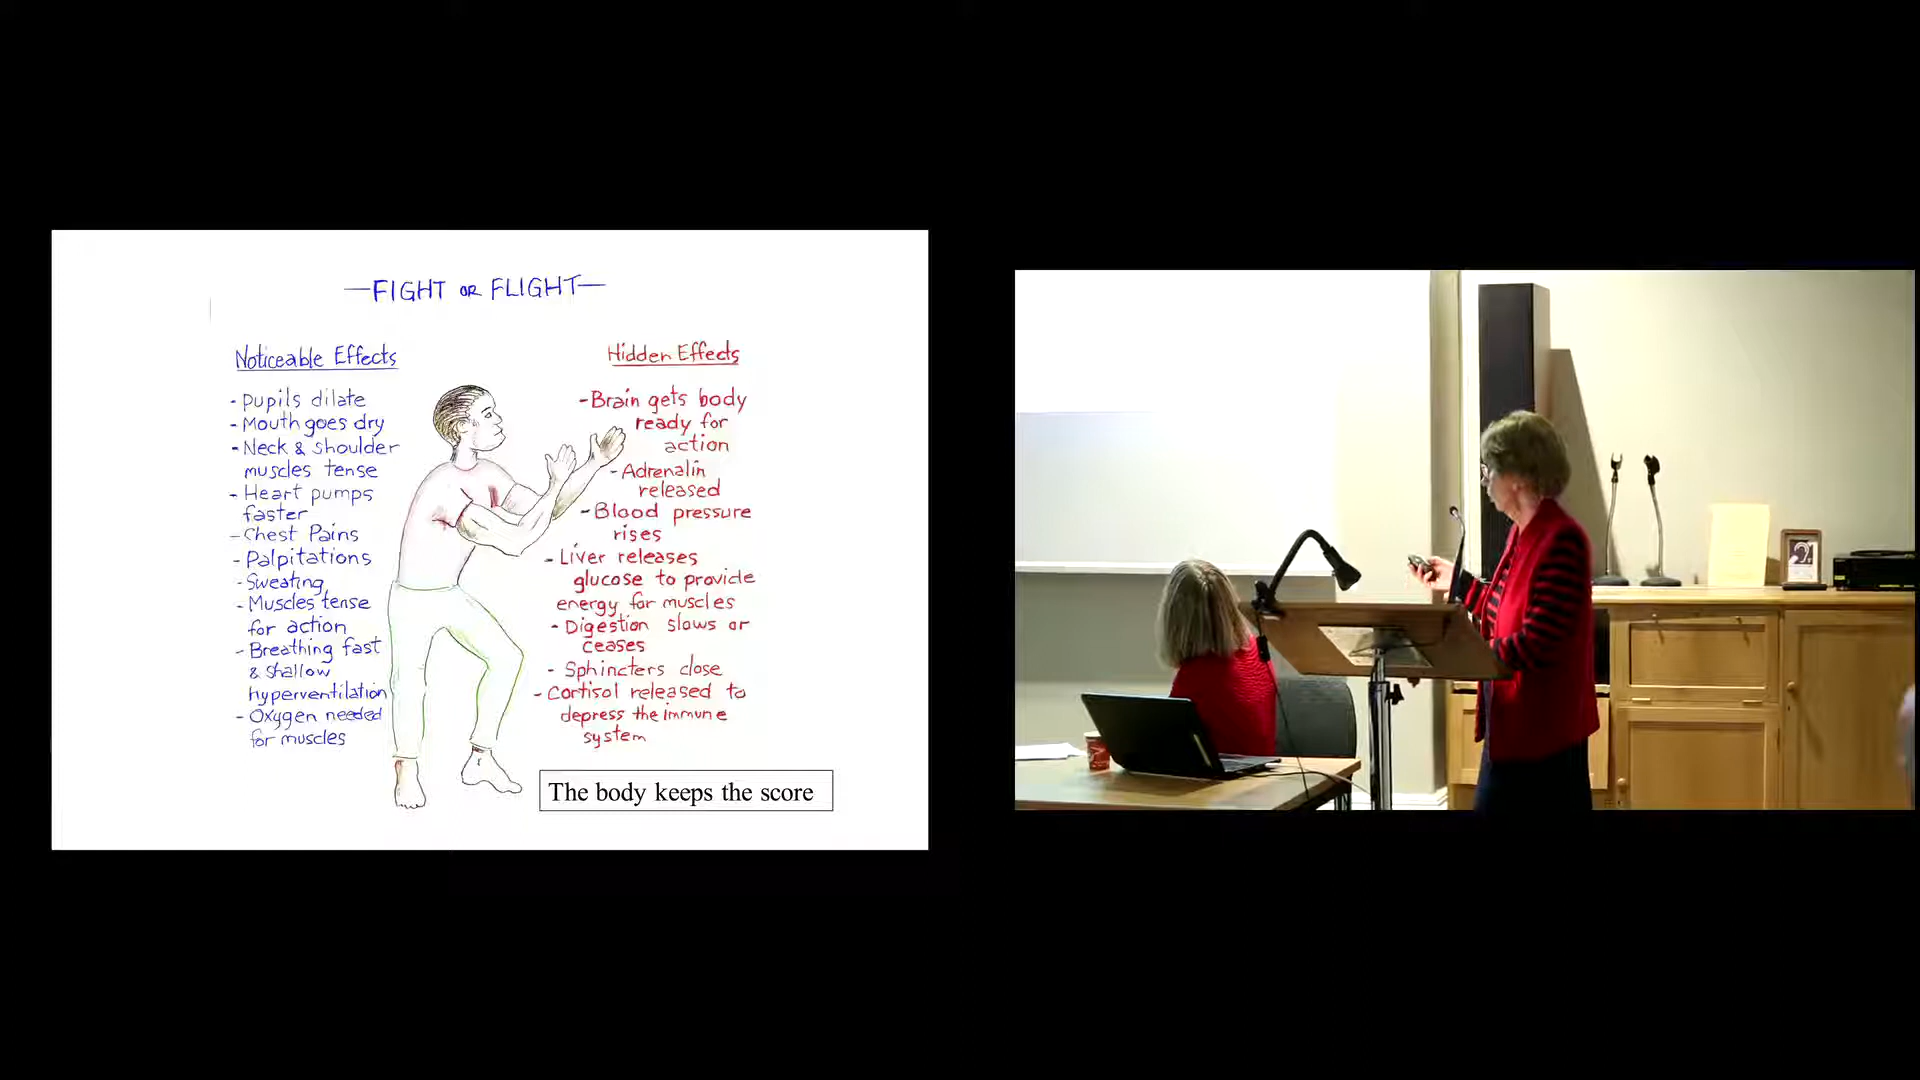 FIGHT OR FLIGHT
Noticeable Effects
- Pupils dilate
- Mouth goes dry
- Neck & shoulder
muscles tense
- Heart pumps
faster
- Chest Pains
- Palpitations
- Sweating
- Muscles tense
for action
- Breathing fast
& shallow
hyperventilation
- Oxygen needed
for muscles
Hidden Effects
- Brain gets body
ready for
action
- Adrenalin
released
- Blood pressure
rises
- Liver releases
glucose to provide
energy for muscles
- Digestion slows or
ceases
- Sphincters close
- Cortisol released to
depress the immune
system
The body keeps the score